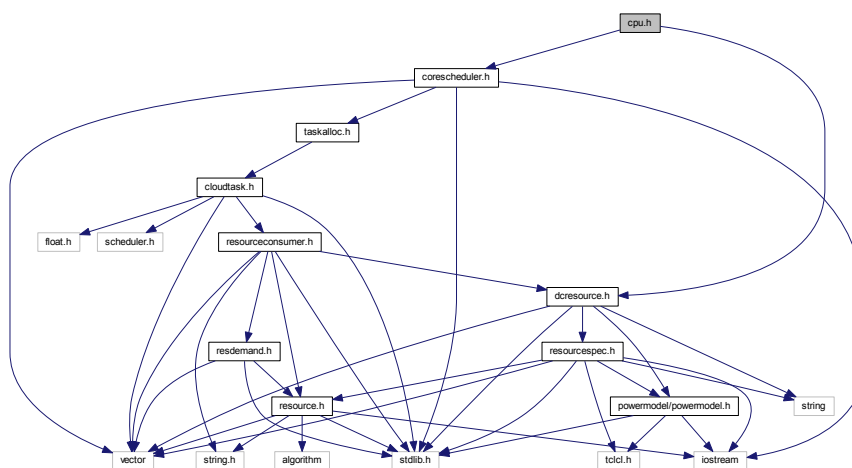 cpu.h
corescheduler.h
taskalloc.h
cloudtask.h
float.h
scheduler.h
resourceconsumer.h
dcresource.h
resdemand.h
resourcespec.h
resource.h
powermodel/powermodel.h
string
vector
string.h
algorithm
stdlib.h
tclcl.h
iostream